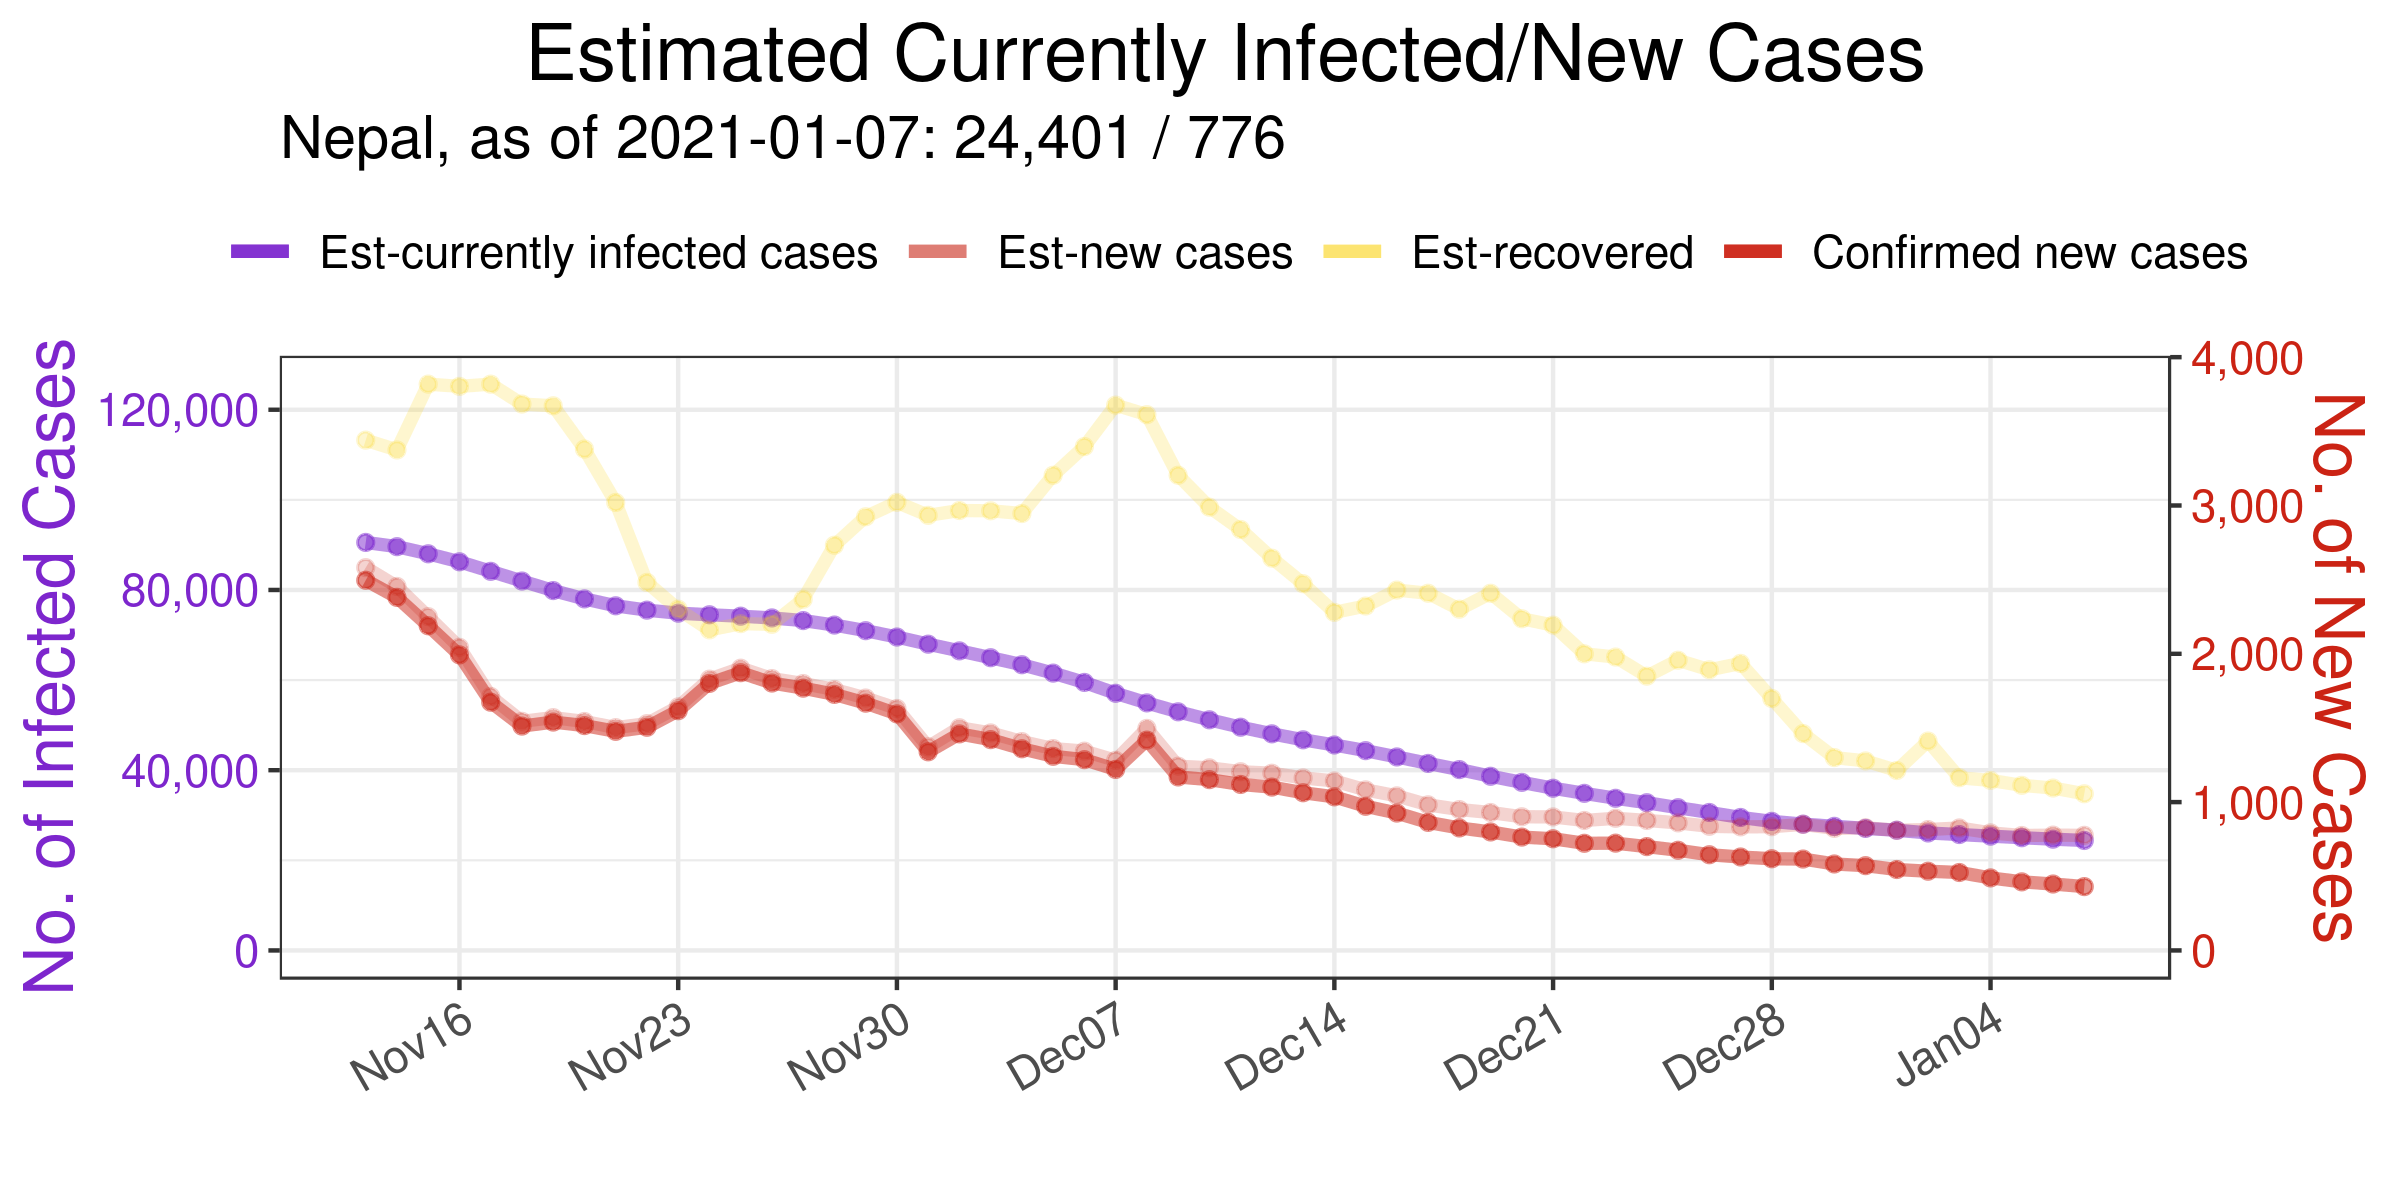 Estimated Currently Infected/New Cases
Nepal, as of 2021-01-07: 24,401 / 776
Est-currently infected cases Est-new cases Est-recovered Confirmed new cases
No. of Infected Cases
120,000
80,000
40,000
0
4,000
3,000
2,000
1,000
0
No. of New Cases
Nov16 Nov23 Nov30 Dec07 Dec14 Dec21 Dec28 Jan04